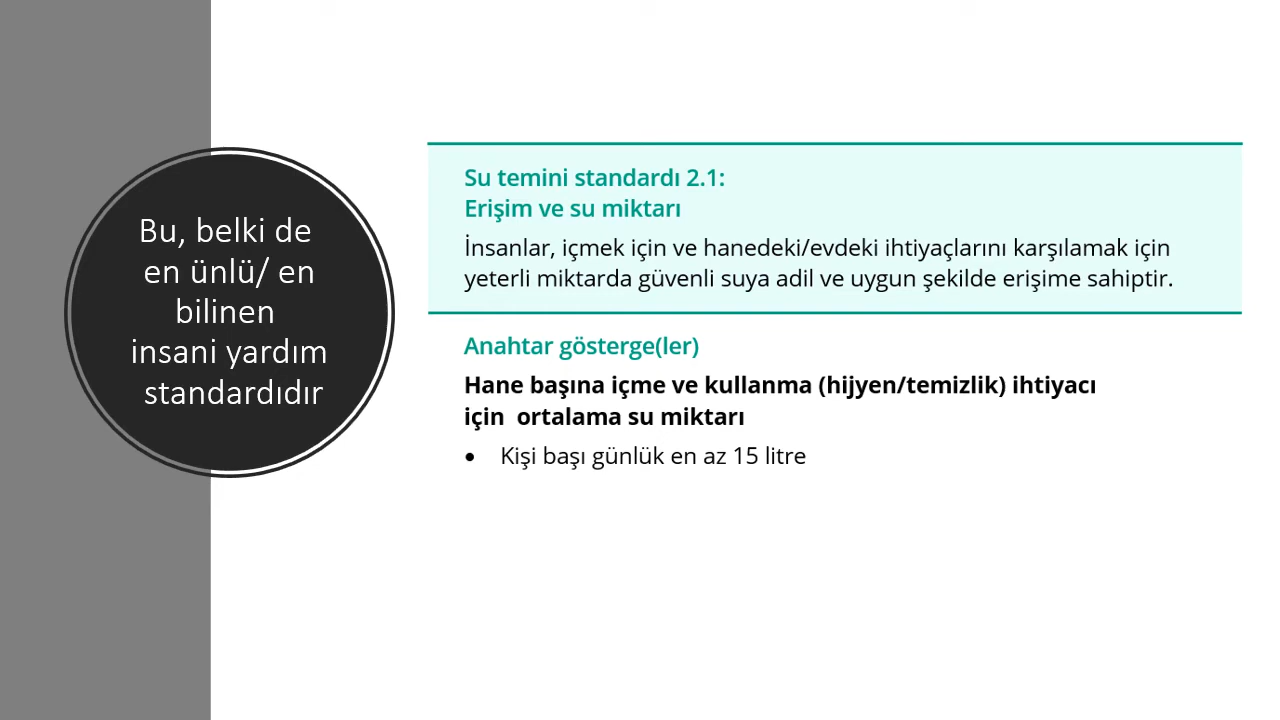 Bu, belki de
en ünlü/ en
bilinen
insani yardım
standardıdır
Su temini standardı 2.1:
Erişim ve su miktarı
İnsanlar, içmek için ve hanedeki/evdeki ihtiyaçlarını karşılamak için
yeterli miktarda güvenli suya adil ve uygun şekilde erişime sahiptir.
Anahtar gösterge(ler)
Hane başına içme ve kullanma (hijyen/temizlik) ihtiyacı
için  ortalama su miktarı
• Kişi başı günlük en az 15 litre